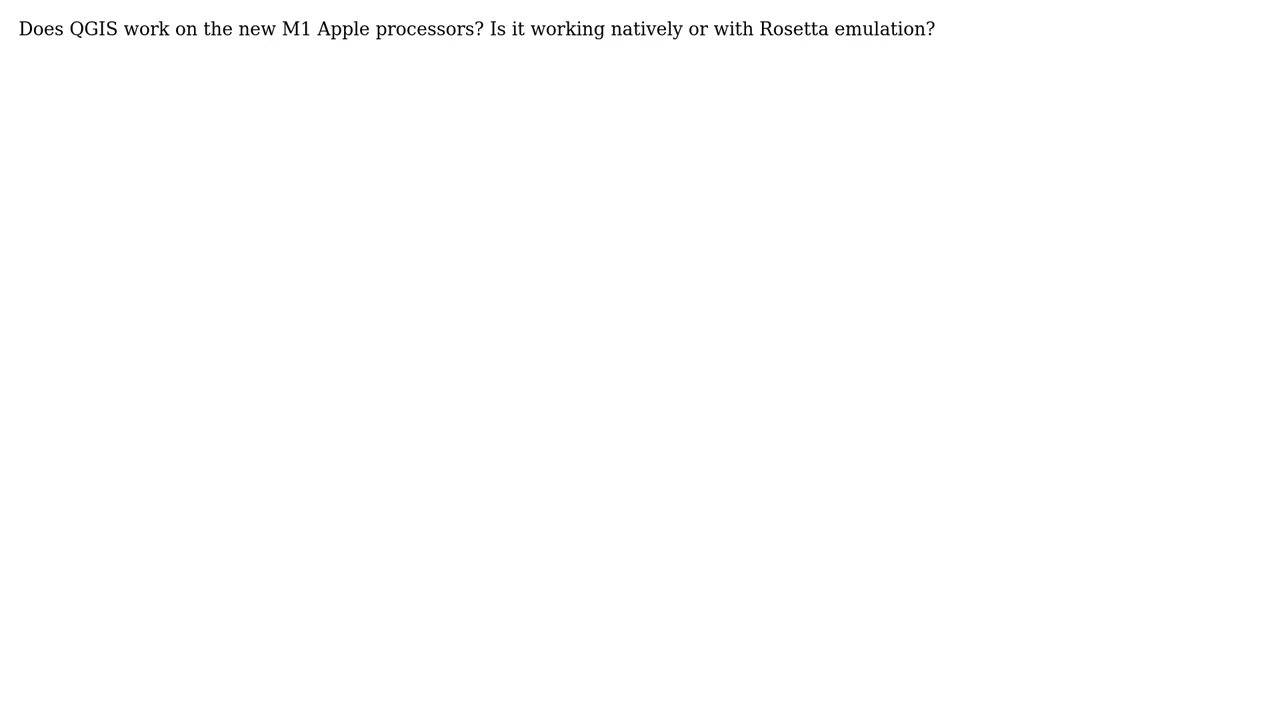 Does QGIS work on the new M1 Apple processors? Is it working natively or with Rosetta emulation?